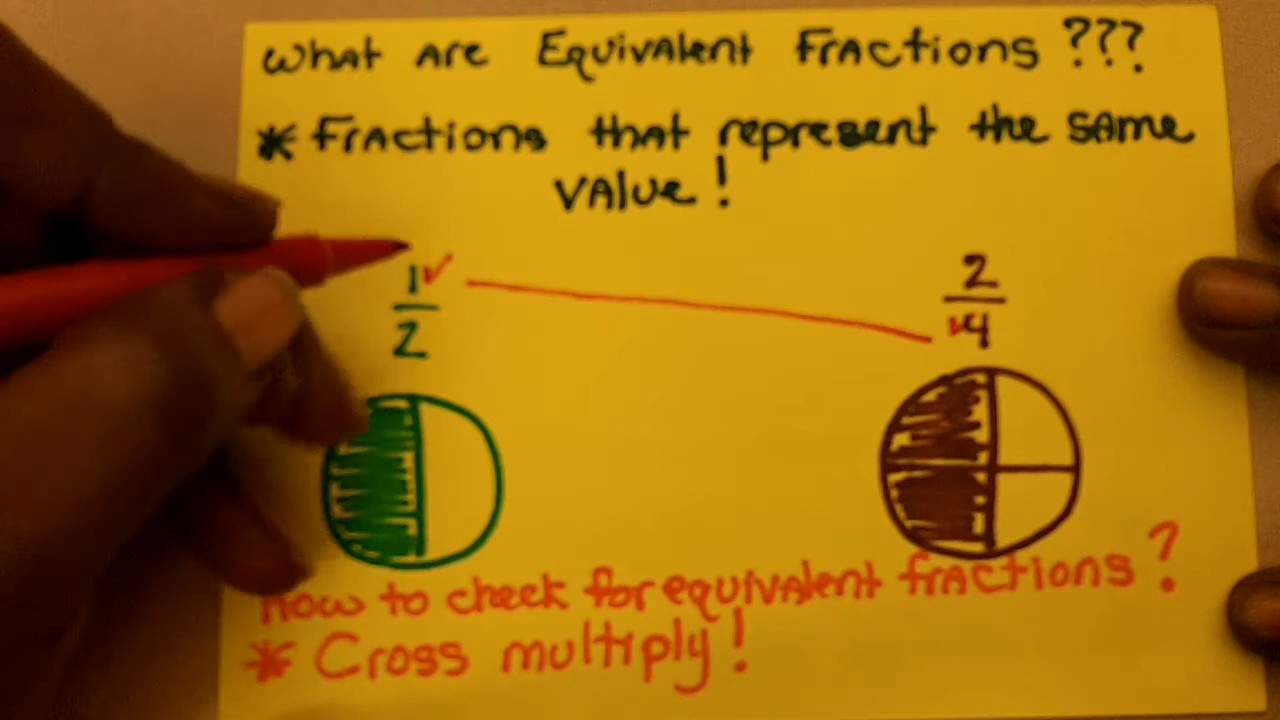 What are Equivalent Fractions ???
* Fractions that represent the same
value!
1 2
2 4
How to check for equivalent fractions?
* Cross multiply!